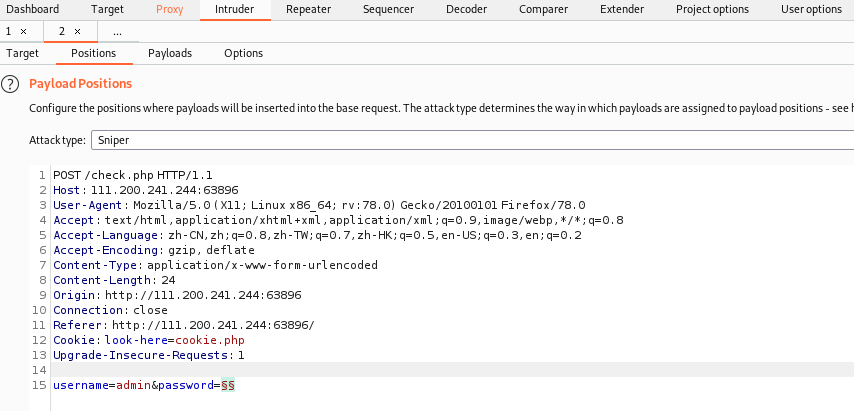 Dashboard Target Proxy Intruder Repeater Sequencer Decoder Comparer Extender Project options User options
1 × 2 × ...
Target Positions Payloads Options
? Payload Positions
Configure the positions where payloads will be inserted into the base request. The attack type determines the way in which payloads are assigned to payload positions - see
Attack type: Sniper
1 POST /check.php HTTP/1.1
2 Host: 111.200.241.244:63896
3 User-Agent: Mozilla/5.0 (X11; Linux x86_64; rv:78.0) Gecko/20100101 Firefox/78.0
4 Accept: text/html,application/xhtml+xml,application/xml;q=0.9,image/webp,*/*;q=0.8
5 Accept-Language: zh-CN,zh;q=0.8,zh-TW;q=0.7,zh-HK;q=0.5,en-US;q=0.3,en;q=0.2
6 Accept-Encoding: gzip, deflate
7 Content-Type: application/x-www-form-urlencoded
8 Content-Length: 24
9 Origin: http://111.200.241.244:63896
10 Connection: close
11 Referer: http://111.200.241.244:63896/
12 Cookie: look-here=cookie.php
13 Upgrade-Insecure-Requests: 1
14
15 username=admin&password=§§